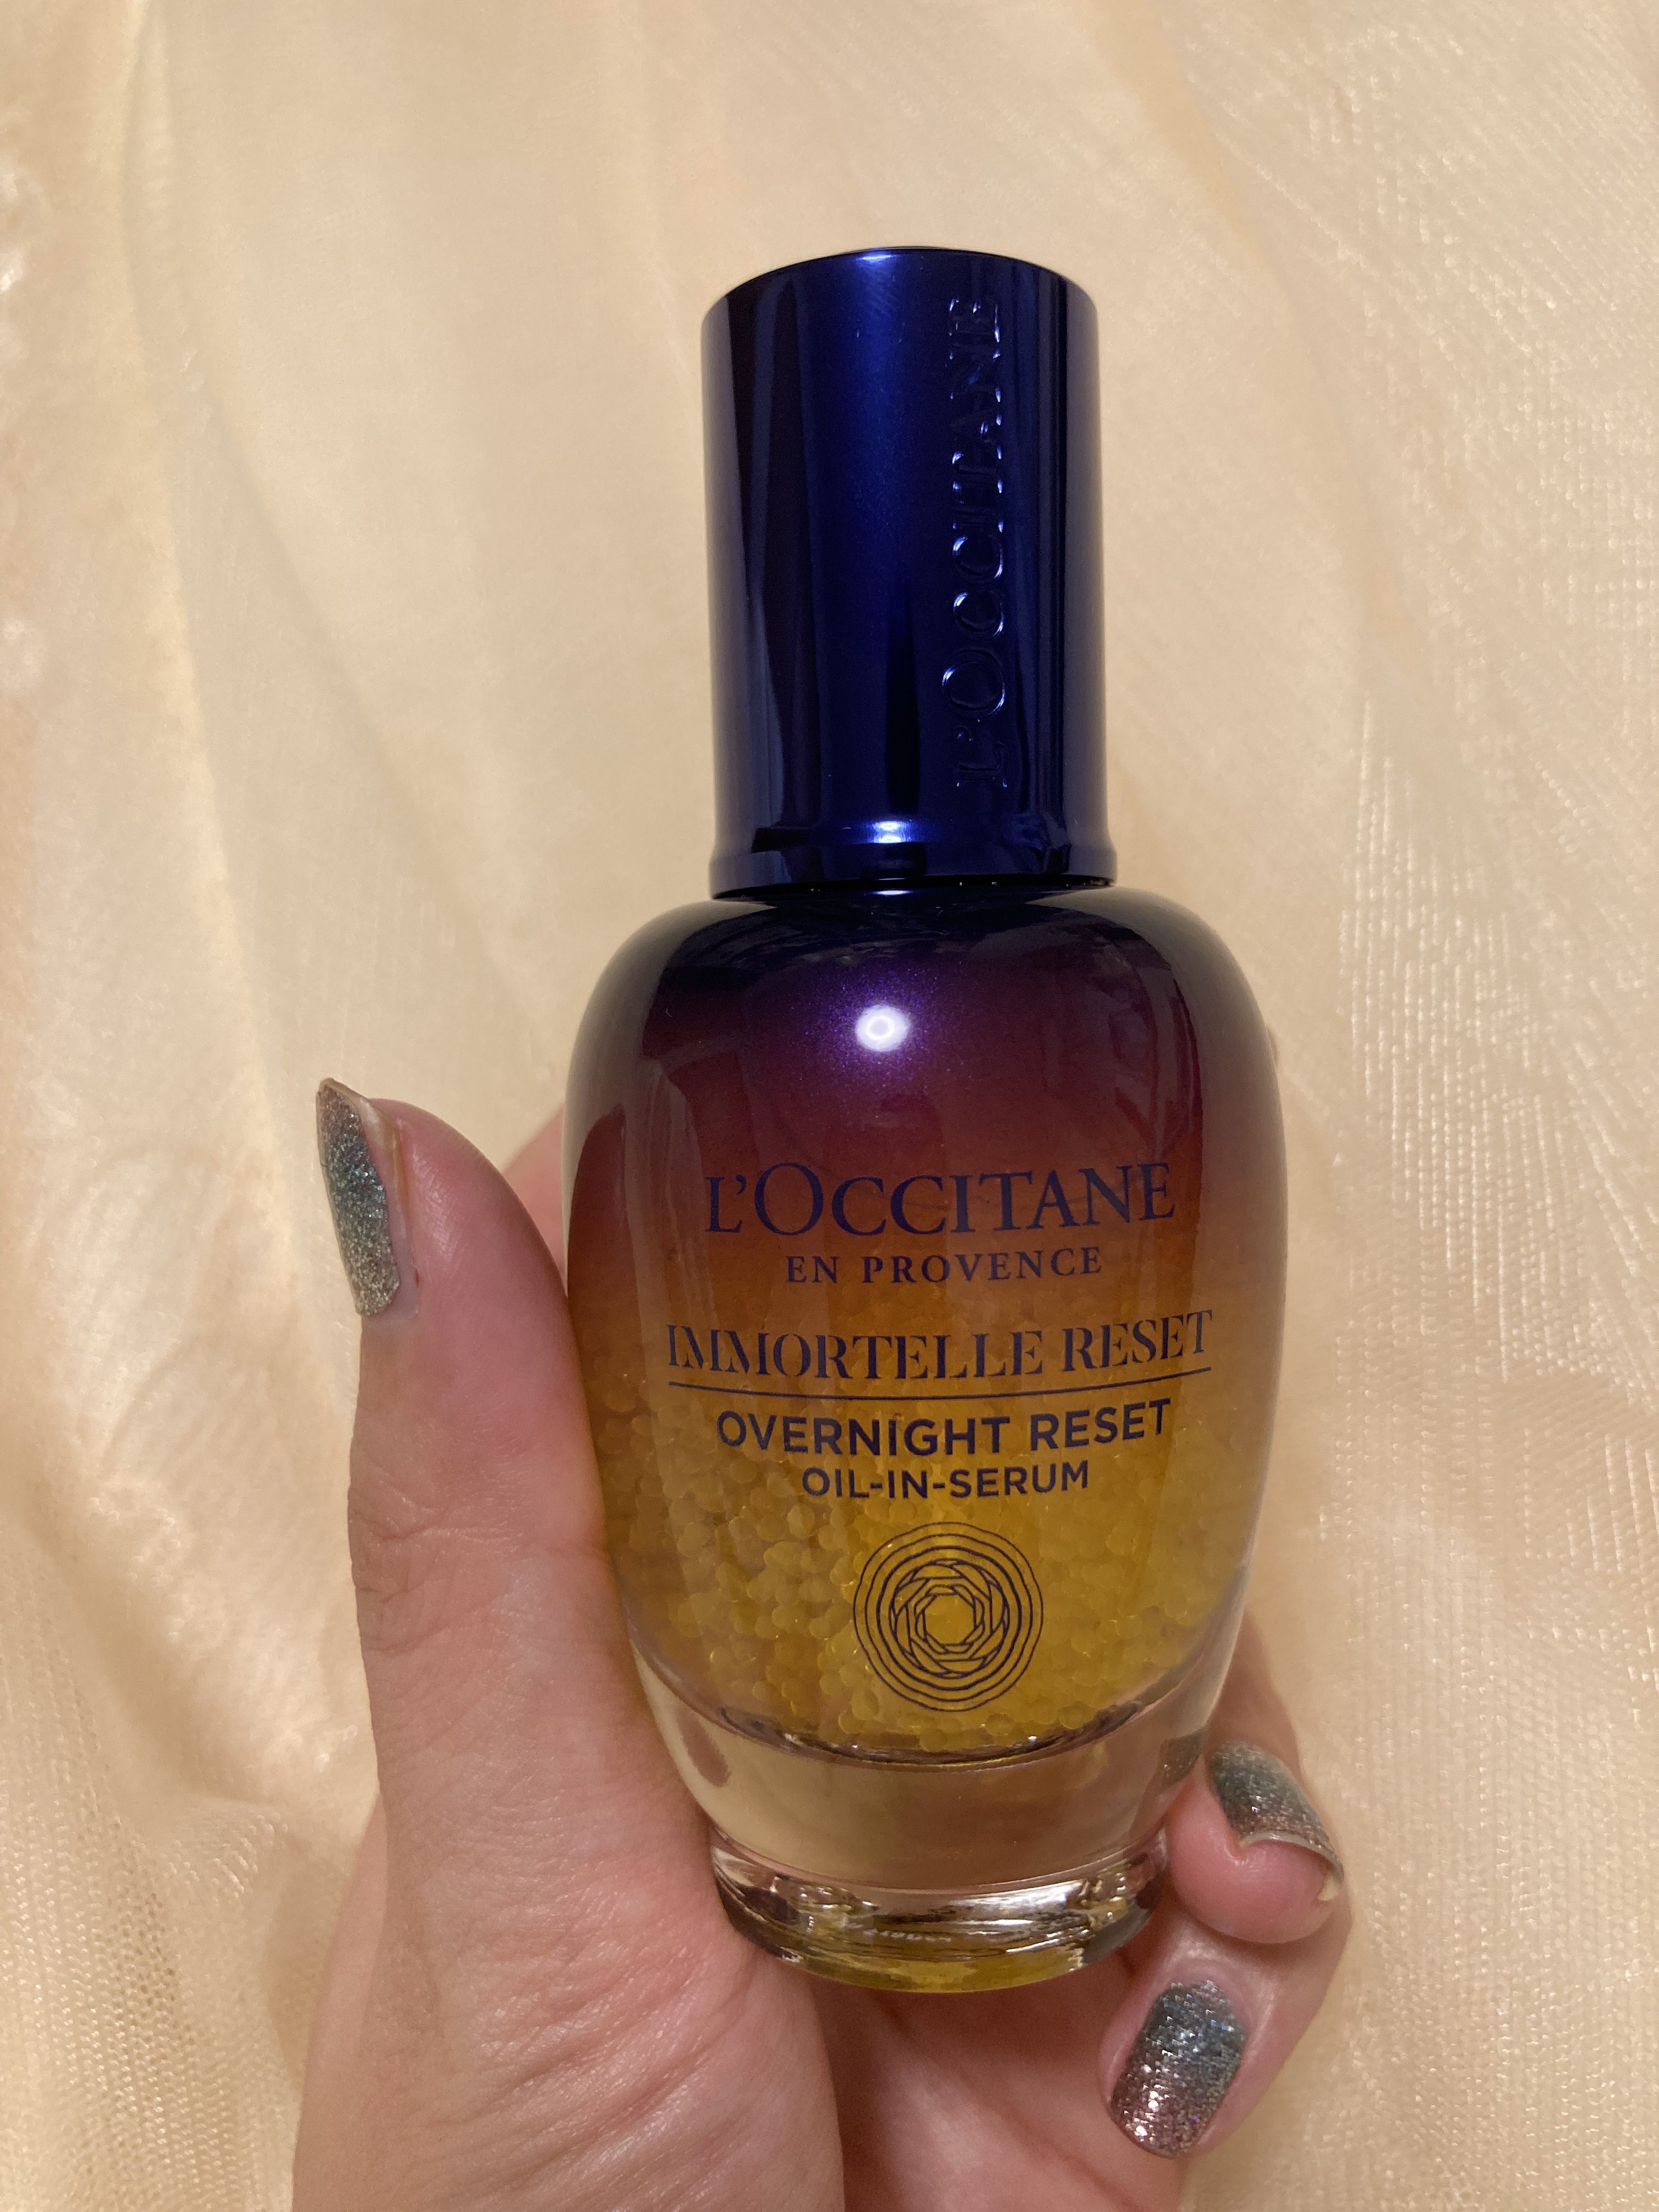 L'OCCITANE
L'OCCITANE
EN PROVENCE
IMMORTELLE RESET
OVERNIGHT RESET
OIL-IN-SERUM